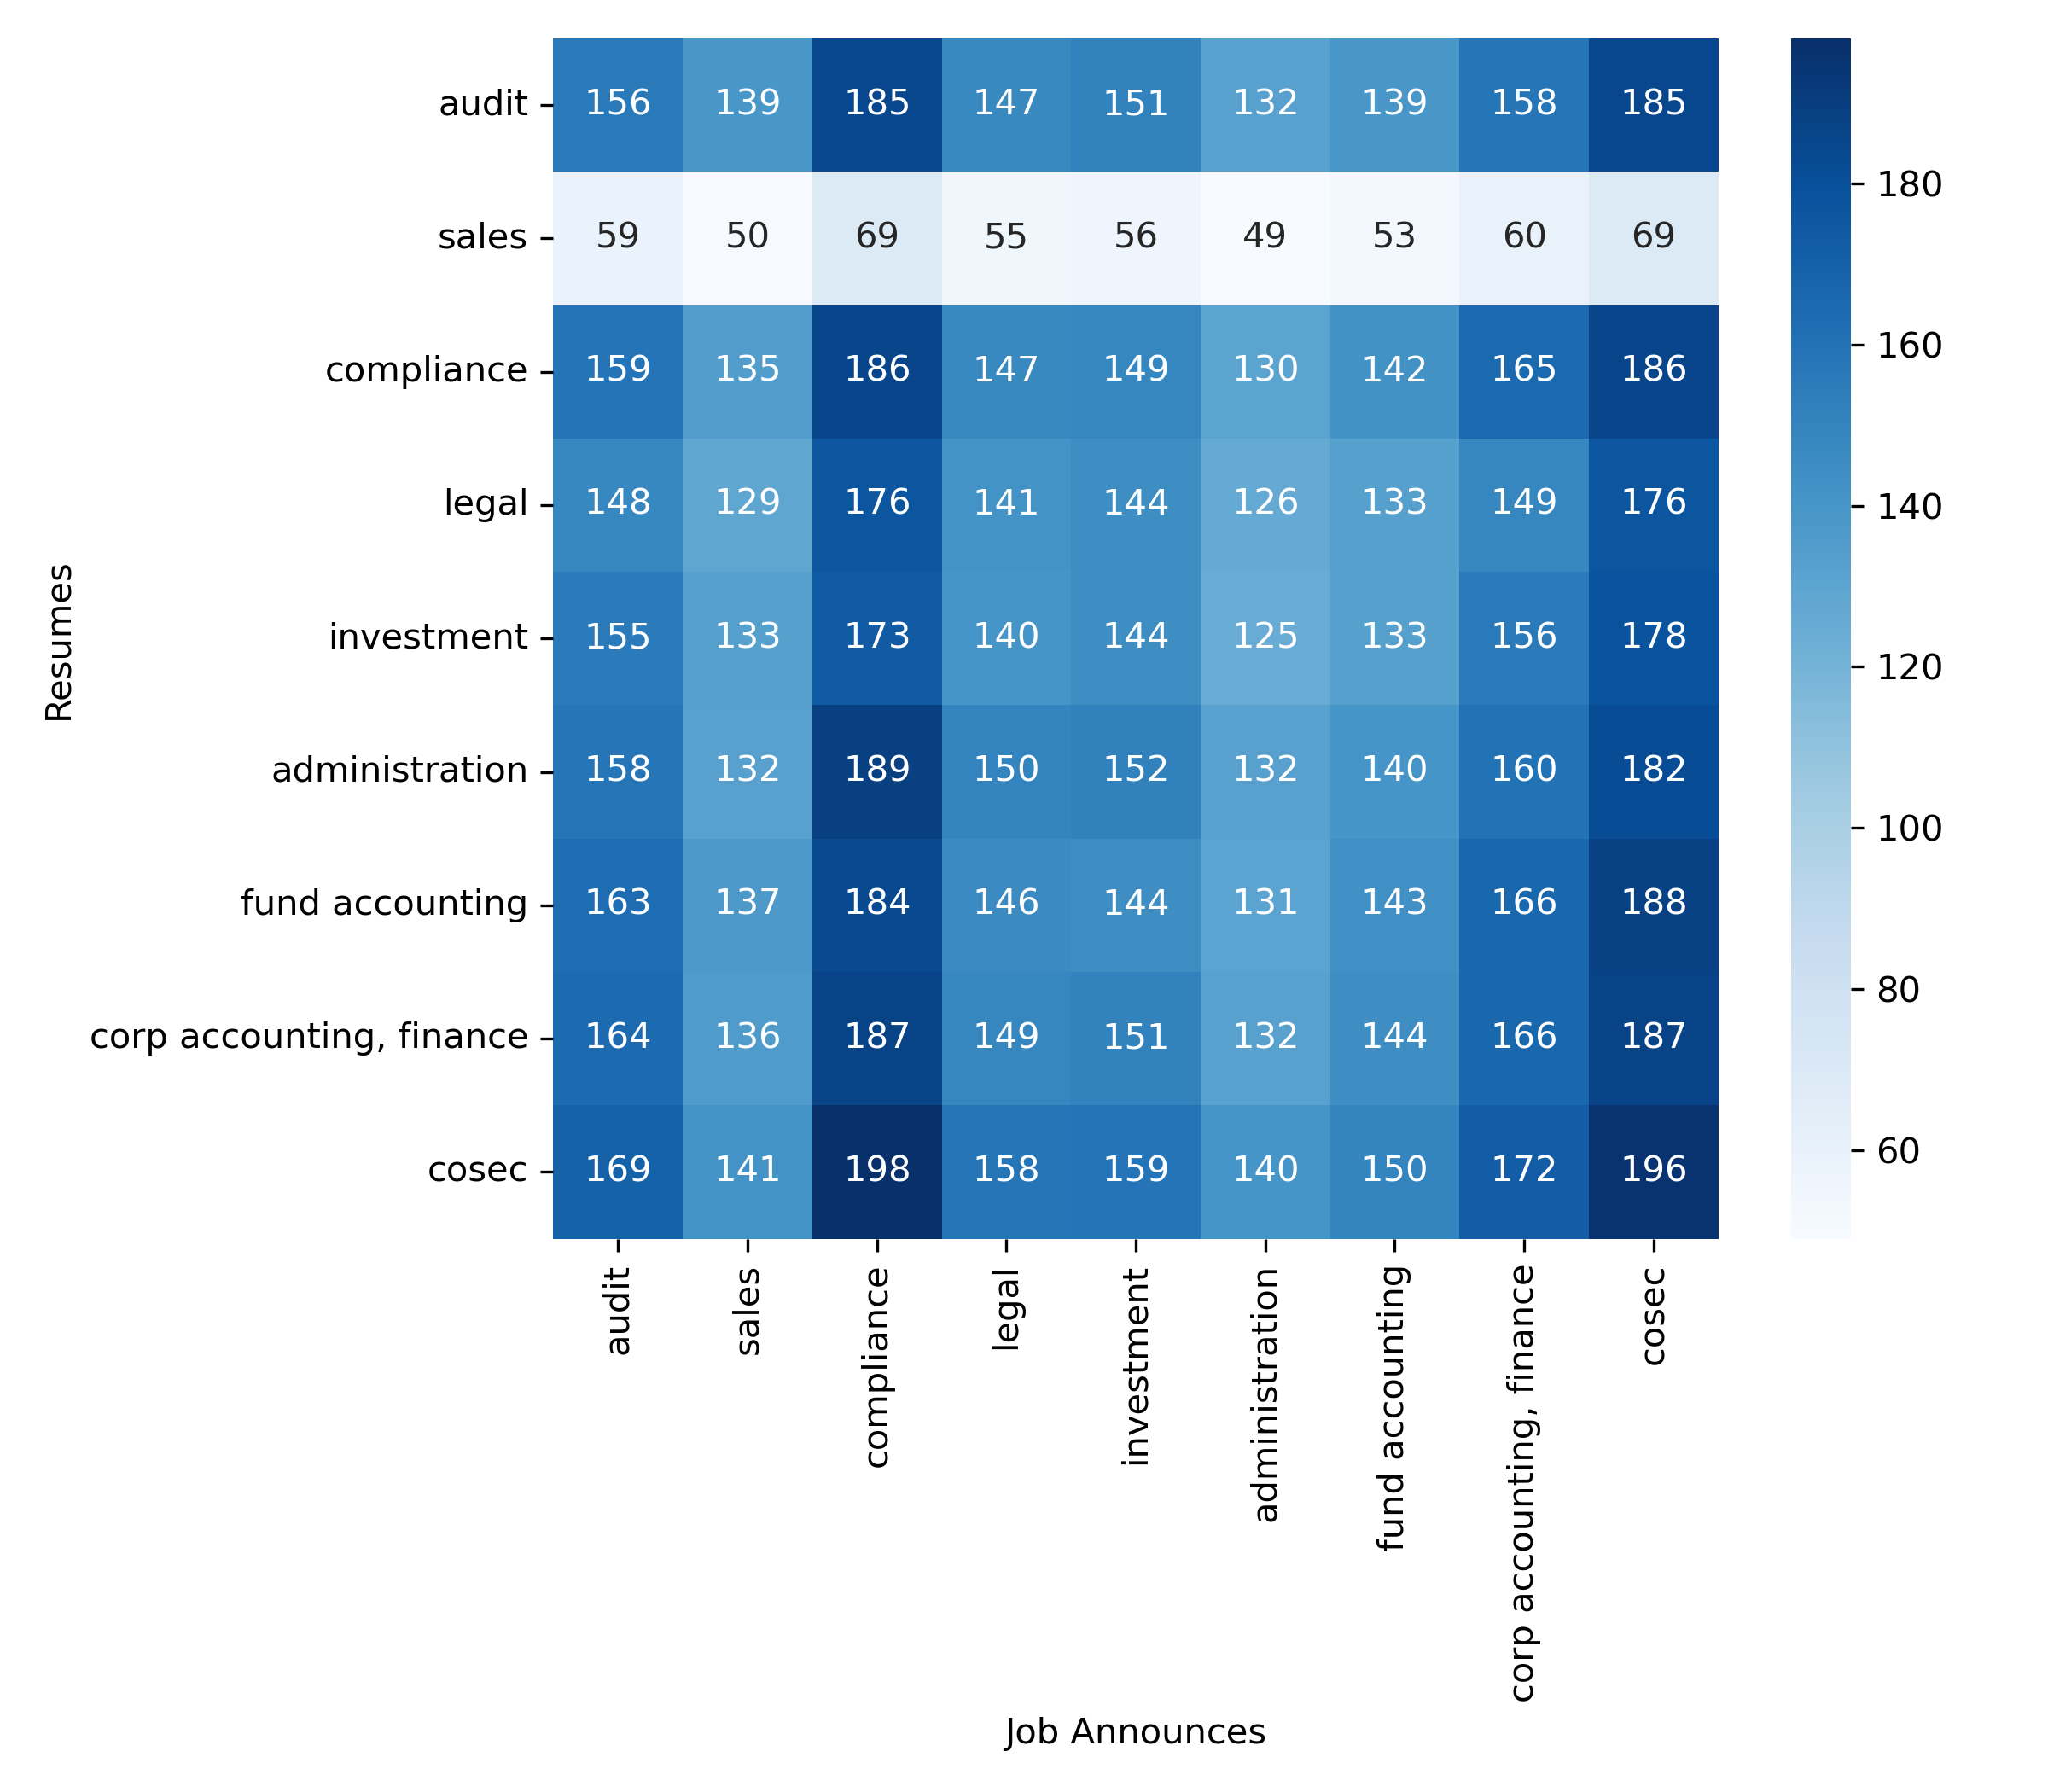 audit 156 139 185 147 151 132 139 158 185
180
sales 59 50 69 55 56 49 53 60 69
160
compliance 159 135 186 147 149 130 142 165 186
legal 148 129 176 141 144 126 133 149 176
140
Resumes
investment 155 133 173 140 144 125 133 156 178
120
administration 158 132 189 150 152 132 140 160 182
100
fund accounting 163 137 184 146 144 131 143 166 188
80
corp accounting, finance 164 136 187 149 151 132 144 166 187
60
cosec 169 141 198 158 159 140 150 172 196
audit
sales
compliance
legal
investment
administration
fund accounting
corp accounting, finance
cosec
Job Announces